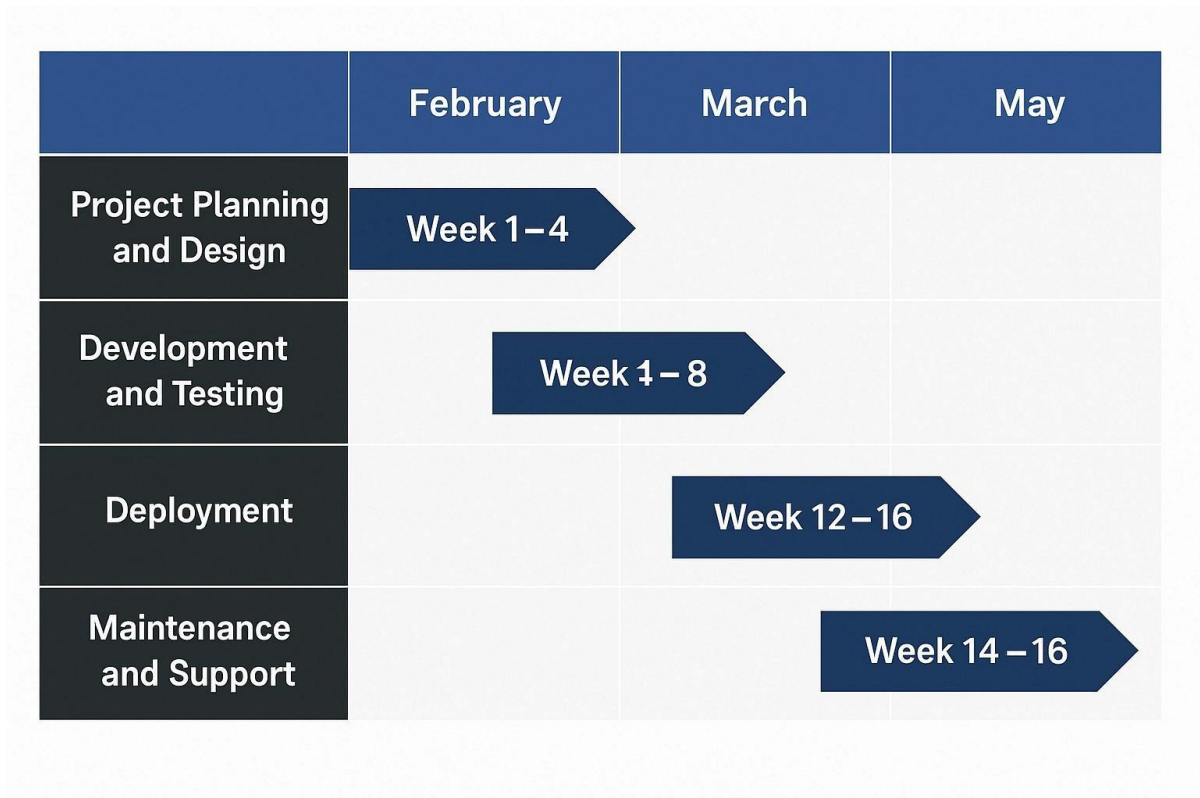 February March May
Project Planning
and Design
Week 1–4
Development
and Testing
Week – 8
Deployment
Week 12–16
Maintenance
and Support
Week 14–16